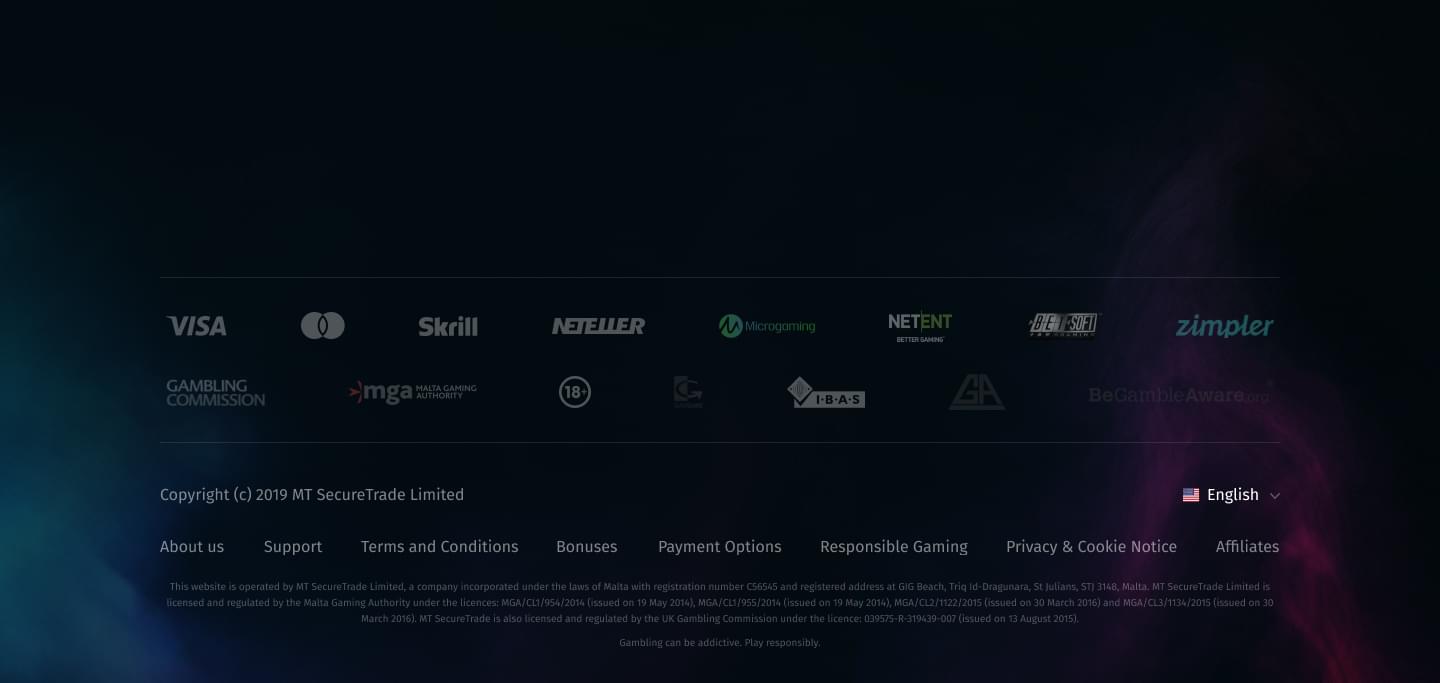 VISA
Skrill
NETELLER
Microgaming
NETENT
BETTER GAMING
BETSOFT
zimpler
GAMBLING
COMMISSION
mga MALTA GAMING
AUTHORITY
18+
I·B·A·S
GA
BeGambleAware.org
Copyright (c) 2019 MT SecureTrade Limited
English
About us Support Terms and Conditions Bonuses Payment Options Responsible Gaming Privacy & Cookie Notice Affiliates
This website is operated by MT SecureTrade Limited, a company incorporated under the laws of Malta with registration number C56545 and registered address at GIG Beach, Triq Id-Dragunara, St Julians, STJ 3148, Malta. MT SecureTrade Limited is
licensed and regulated by the Malta Gaming Authority under the licences: MGA/CL1/954/2014 (issued on 19 May 2014), MGA/CL1/955/2014 (issued on 19 May 2014), MGA/CL2/1122/2015 (issued on 30 March 2016) and MGA/CL3/1134/2015 (issued on 30
March 2016). MT SecureTrade is also licensed and regulated by the UK Gambling Commission under the licence: 039575-R-319439-007 (issued on 13 August 2015).
Gambling can be addictive. Play responsibly.